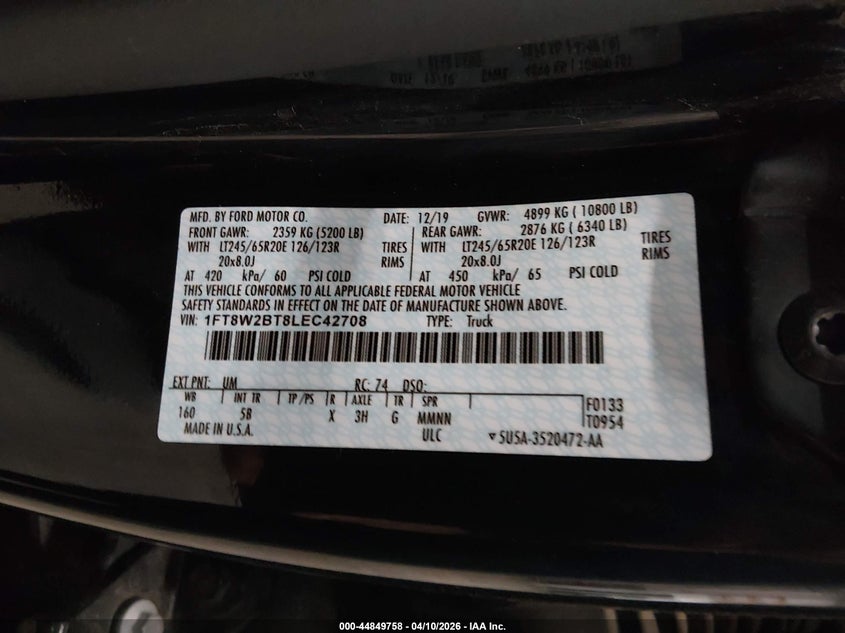 MFD. BY FORD MOTOR CO. DATE: 12/19 GVWR: 4899 KG ( 10800 LB)
FRONT GAWR: 2359 KG (5200 LB) REAR GAWR: 2876 KG ( 6340 LB)
WITH LT245/65R20E 126/123R TIRES WITH LT245/65R20E 126/123R TIRES
20x8.0J RIMS 20x8.0J RIMS
AT 420 kPa/ 60 PSI COLD AT 450 kPa/ 65 PSI COLD
THIS VEHICLE CONFORMS TO ALL APPLICABLE FEDERAL MOTOR VEHICLE
SAFETY STANDARDS IN EFFECT ON THE DATE OF MANUFACTURE SHOWN ABOVE.
VIN: 1FT8W2BT8LEC42708 TYPE: Truck
EXT PNT: UM RC: 74 DSO:
WB INT TR TP/PS R AXLE TR SPR F0133
160 5B X 3H G MMNN T0954
MADE IN U.S.A. ULC ▼5U5A-3520472-AA
000-44849758 - 04/10/2026 - IAA Inc.